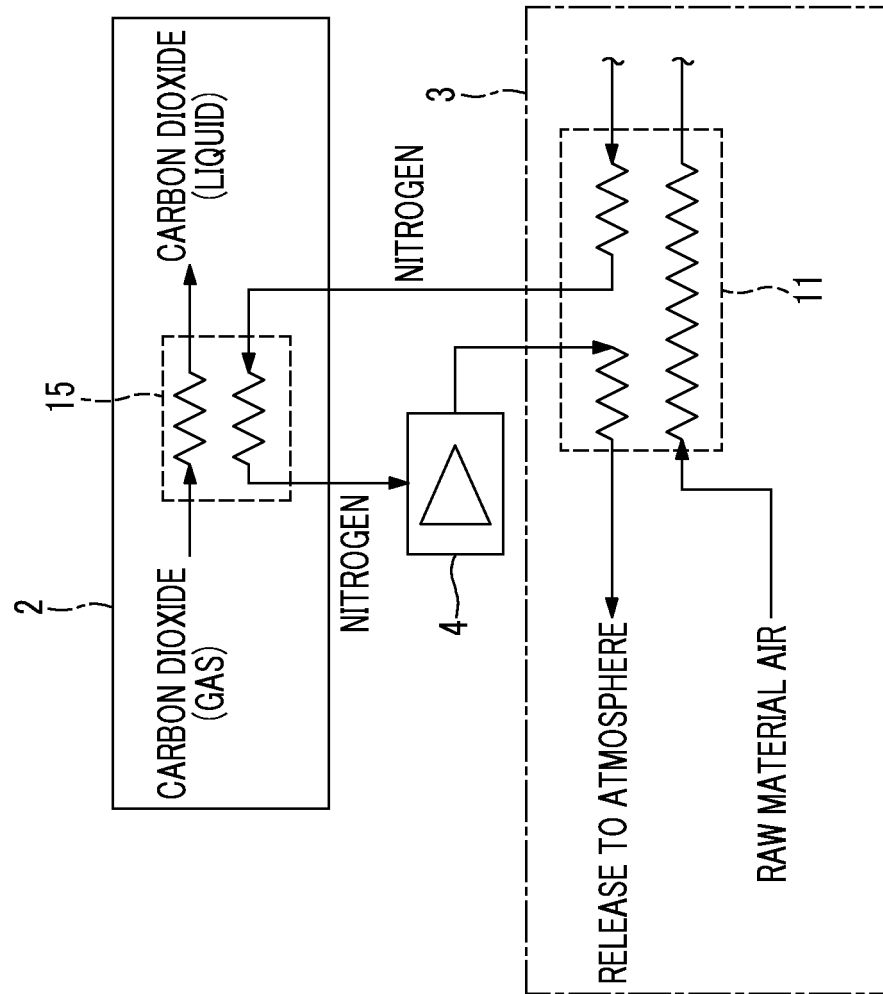 2
15
CARBON DIOXIDE
(GAS)
CARBON DIOXIDE
(LIQUID)
NITROGEN
NITROGEN
4
3
RELEASE TO ATMOSPHERE
RAW MATERIAL AIR
11